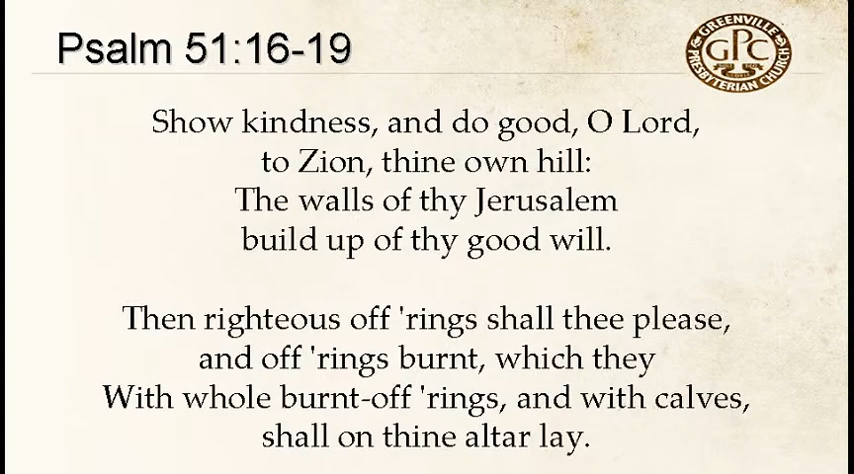 Psalm 51:16-19
GREENVILLE
GPC
PRESBYTERIAN CHURCH
Show kindness, and do good, O Lord,
to Zion, thine own hill:
The walls of thy Jerusalem
build up of thy good will.
Then righteous off 'rings shall thee please,
and off 'rings burnt, which they
With whole burnt-off 'rings, and with calves,
shall on thine altar lay.